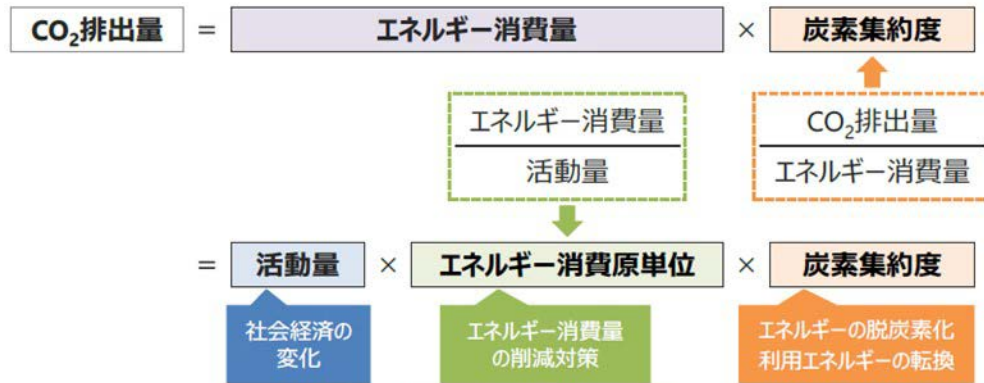 CO₂排出量 = エネルギー消費量 × 炭素集約度
エネルギー消費量
活動量
CO₂排出量
エネルギー消費量
= 活動量 × エネルギー消費原単位 × 炭素集約度
社会経済の
変化
エネルギー消費量
の削減対策
エネルギーの脱炭素化
利用エネルギーの転換